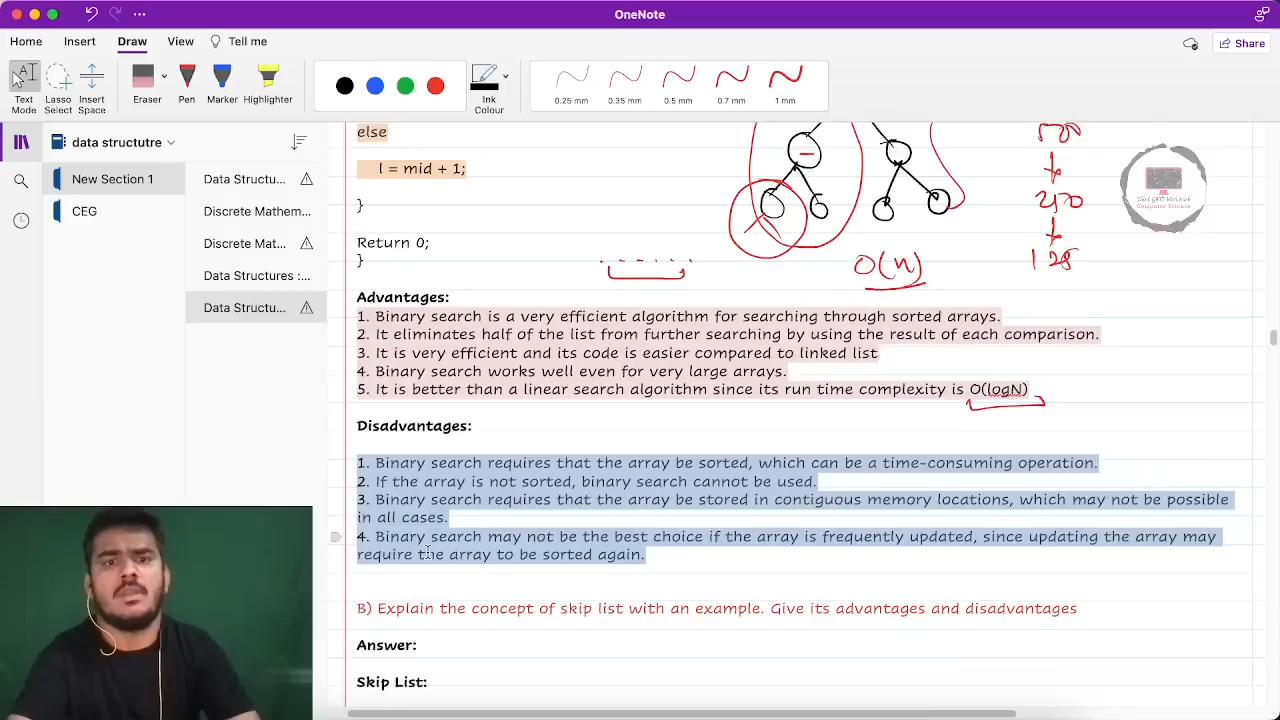 OneNote
Home Insert Draw View Tell me
Share
Text Mode
Lasso Select
Insert Space
Eraser
Pen
Marker
Highlighter
Ink Colour
0.25 mm
0.35 mm
0.5 mm
0.7 mm
1 mm
data structutre
New Section 1
CEG
Data Structu...
Discrete Mathem...
Discrete Mat...
Data Structures :...
Data Structu...
else
l = mid + 1;
}
Return 0;
}
O(n)
250
128
Computer Science
Advantages:
1. Binary search is a very efficient algorithm for searching through sorted arrays.
2. It eliminates half of the list from further searching by using the result of each comparison.
3. It is very efficient and its code is easier compared to linked list
4. Binary search works well even for very large arrays.
5. It is better than a linear search algorithm since its run time complexity is O(logN)
Disadvantages:
1. Binary search requires that the array be sorted, which can be a time-consuming operation.
2. If the array is not sorted, binary search cannot be used.
3. Binary search requires that the array be stored in contiguous memory locations, which may not be possible
in all cases.
4. Binary search may not be the best choice if the array is frequently updated, since updating the array may
require the array to be sorted again.
B) Explain the concept of skip list with an example. Give its advantages and disadvantages
Answer:
Skip List: